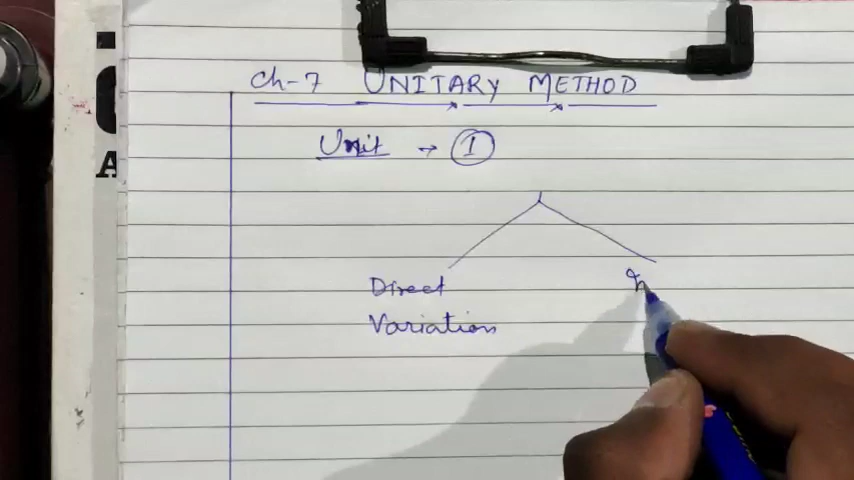 Ch-7 UNITARY METHOD
Unit → 1
Direct
Variation